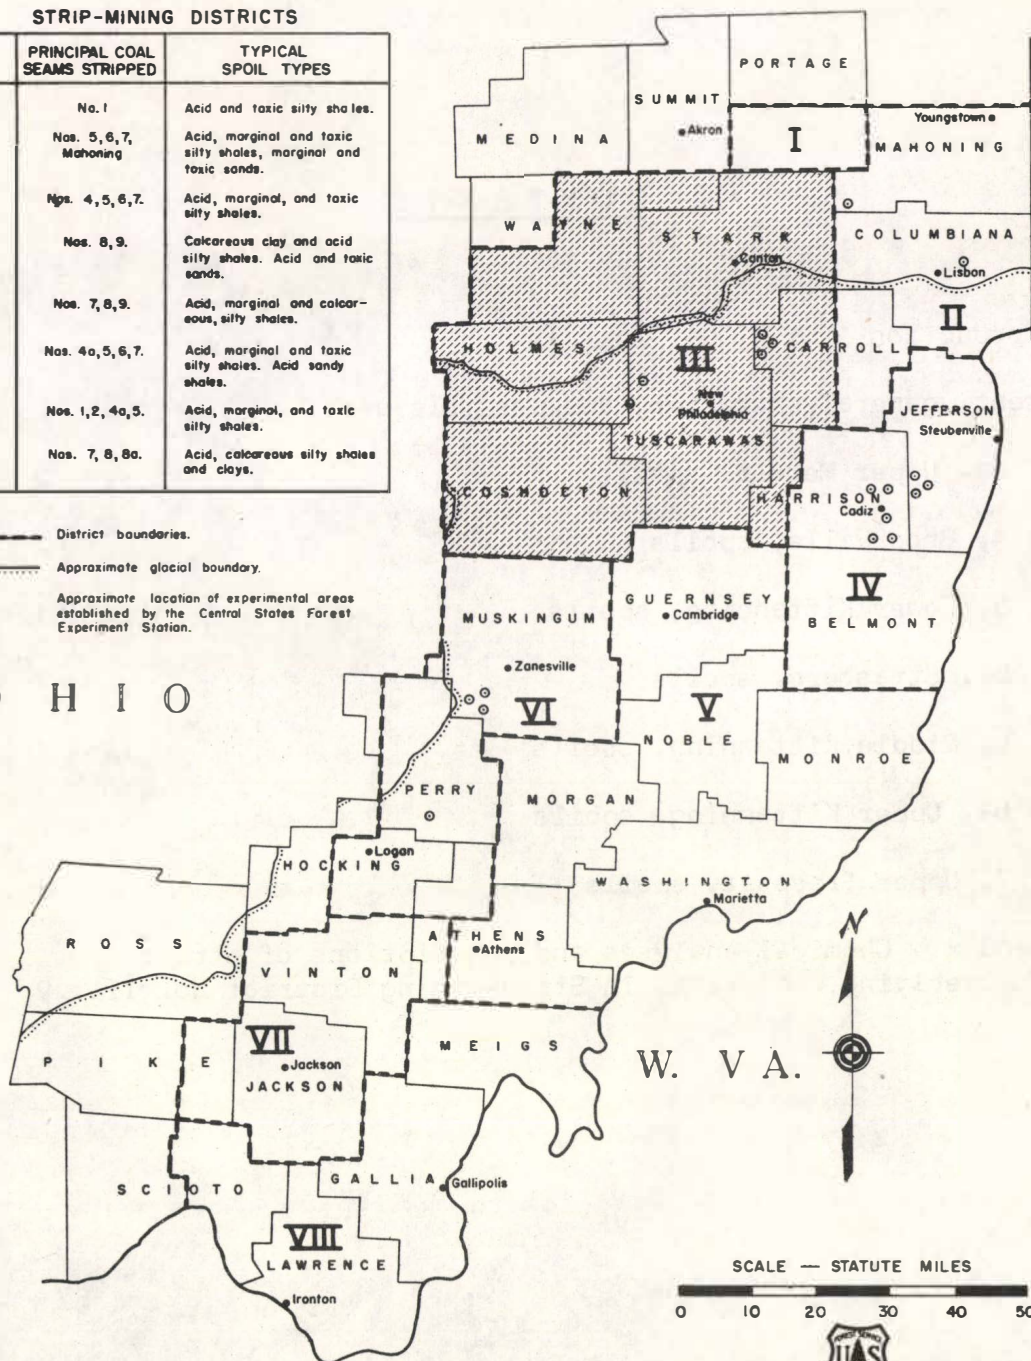 STRIP-MINING DISTRICTS
PRINCIPAL COAL
SEAMS STRIPPED
TYPICAL
SPOIL TYPES
No. 1
Acid and toxic silty shales.
Nos. 5, 6, 7,
Mahoning
Acid, marginal and toxic
silty shales, marginal and
toxic sands.
Nos. 4, 5, 6, 7.
Acid, marginal, and toxic
silty shales.
Nos. 8, 9.
Calcareous clay and acid
silty shales. Acid and toxic
sands.
Nos. 7, 8, 9.
Acid, marginal and calcar-
eous, silty shales.
Nos. 4a, 5, 6, 7.
Acid, marginal and toxic
silty shales. Acid sandy
shales.
Nos. 1, 2, 4a, 5.
Acid, marginal, and toxic
silty shales.
Nos. 7, 8, 8a.
Acid, calcareous silty shales
and clays.
District boundaries.
Approximate glacial boundary.
Approximate location of experimental areas
established by the Central States Forest
Experiment Station.
O H I O
PORTAGE
SUMMIT
Akron
MEDINA
I
Youngstown
MAHONING
WAYNE
STARK
Canton
COLUMBIANA
Lisbon
II
HOLMES
III
CARROLL
New
Philadelphia
JEFFERSON
Steubenville
TUSCARAWAS
COSHOCTON
HARRISON
Cadiz
IV
GUERNSEY
Cambridge
BELMONT
MUSKINGUM
Zanesville
VI
V
NOBLE
MONROE
PERRY
MORGAN
Logan
HOCKING
WASHINGTON
Marietta
ROSS
ATHENS
Athens
VINTON
N
VII
MEIGS
PIKE
Jackson
JACKSON
W. VA.
SCIOTO
GALLIA
Gallipolis
VIII
LAWRENCE
Ironton
SCALE — STATUTE MILES
0 10 20 30 40 50
FOREST SERVICE
U S